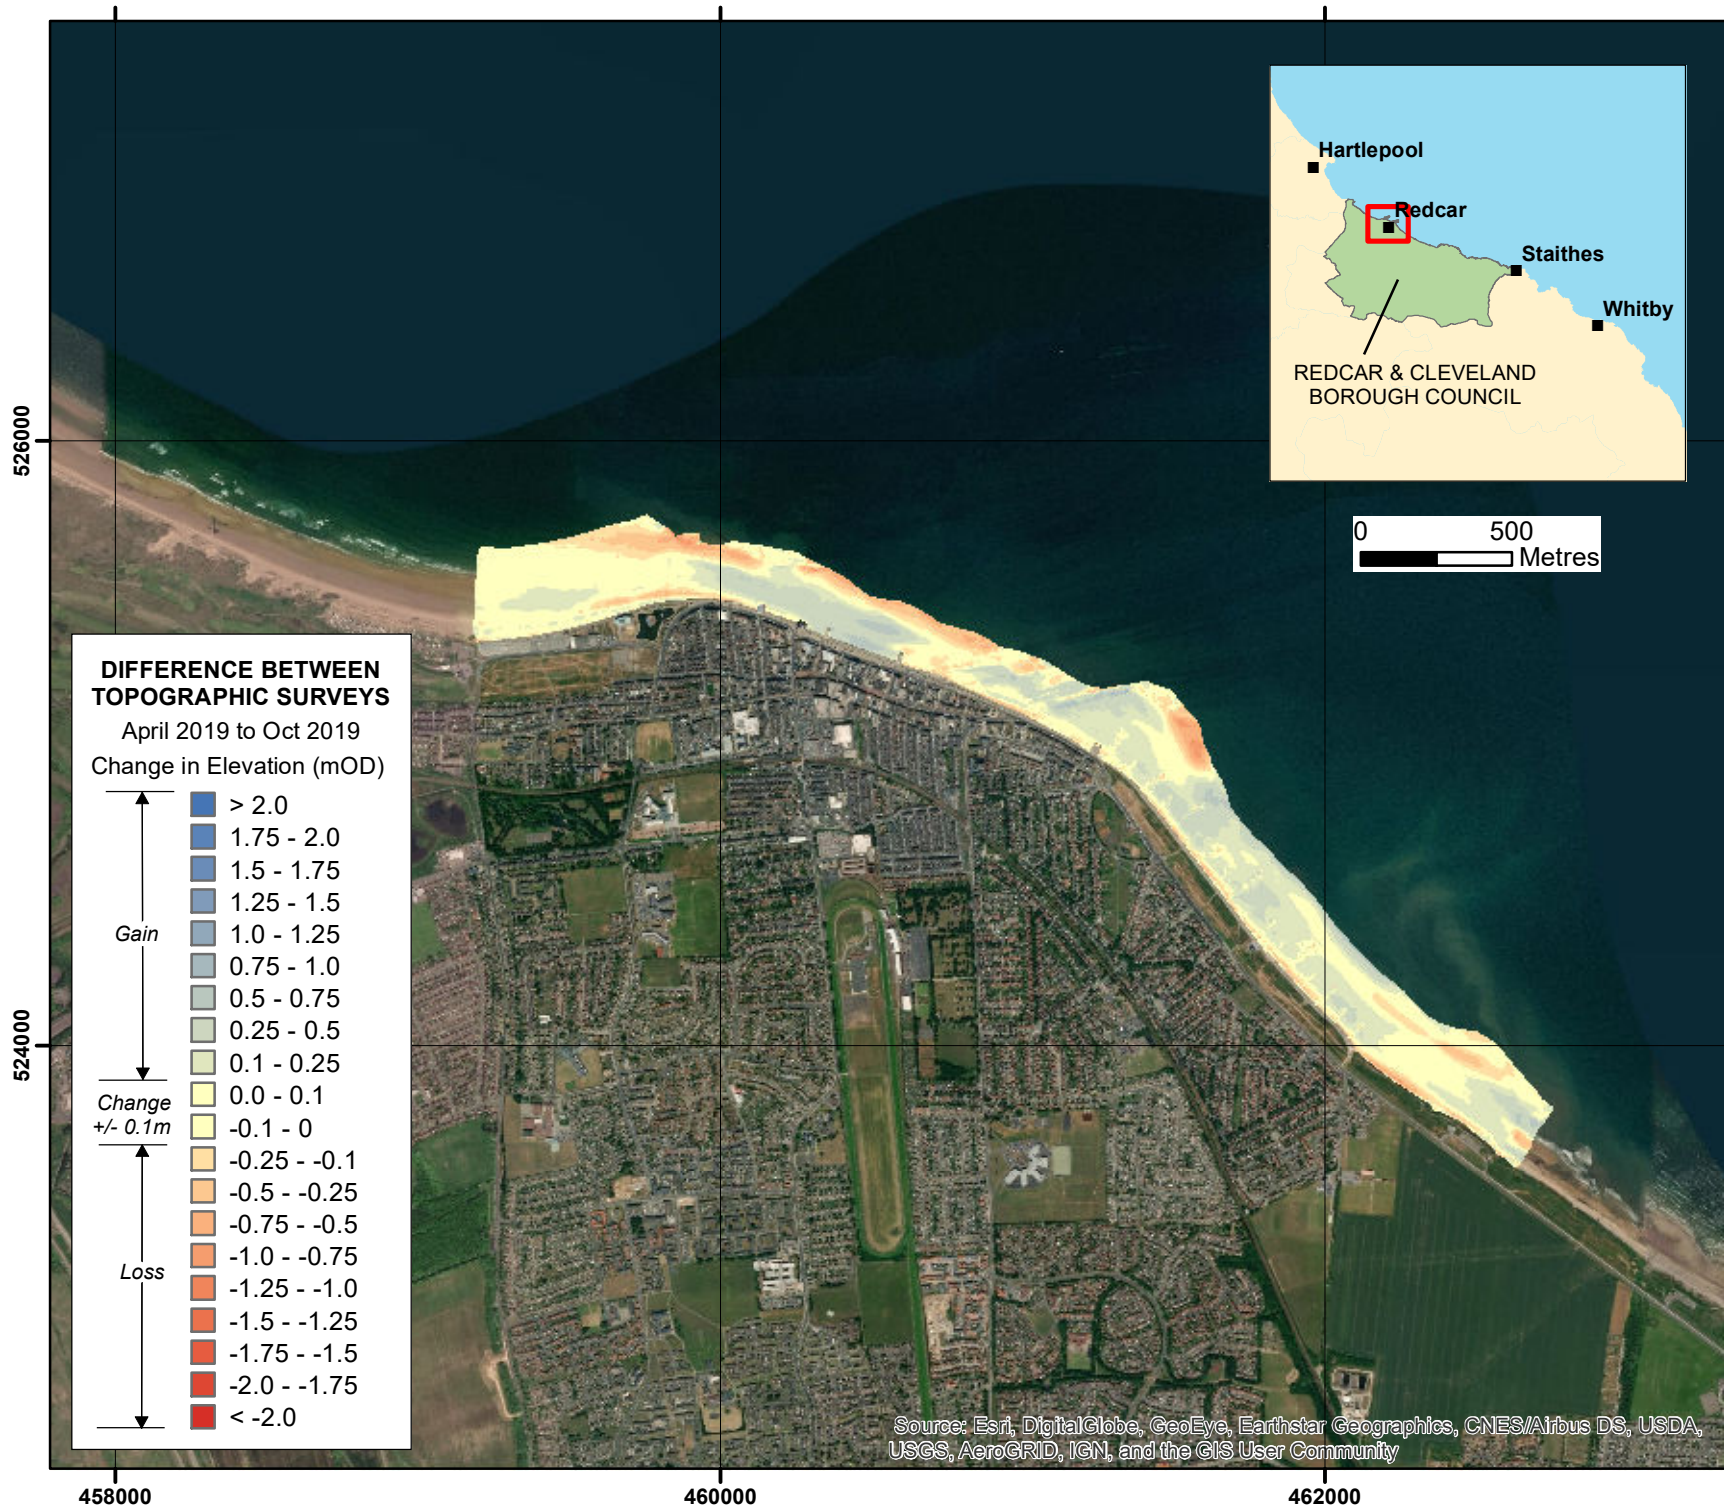 Hartlepool
Redcar
Staithes
Whitby
REDCAR & CLEVELAND
BOROUGH COUNCIL
0 500
Metres
526000
524000
DIFFERENCE BETWEEN
TOPOGRAPHIC SURVEYS
April 2019 to Oct 2019
Change in Elevation (mOD)
> 2.0
1.75 - 2.0
1.5 - 1.75
1.25 - 1.5
Gain
1.0 - 1.25
0.75 - 1.0
0.5 - 0.75
0.25 - 0.5
0.1 - 0.25
Change
+/- 0.1m
0.0 - 0.1
-0.1 - 0
-0.25 - -0.1
-0.5 - -0.25
-0.75 - -0.5
-1.0 - -0.75
Loss
-1.25 - -1.0
-1.5 - -1.25
-1.75 - -1.5
-2.0 - -1.75
< -2.0
Source: Esri, DigitalGlobe, GeoEye, Earthstar Geographics, CNES/Airbus DS, USDA,
USGS, AeroGRID, IGN, and the GIS User Community
458000 460000 462000